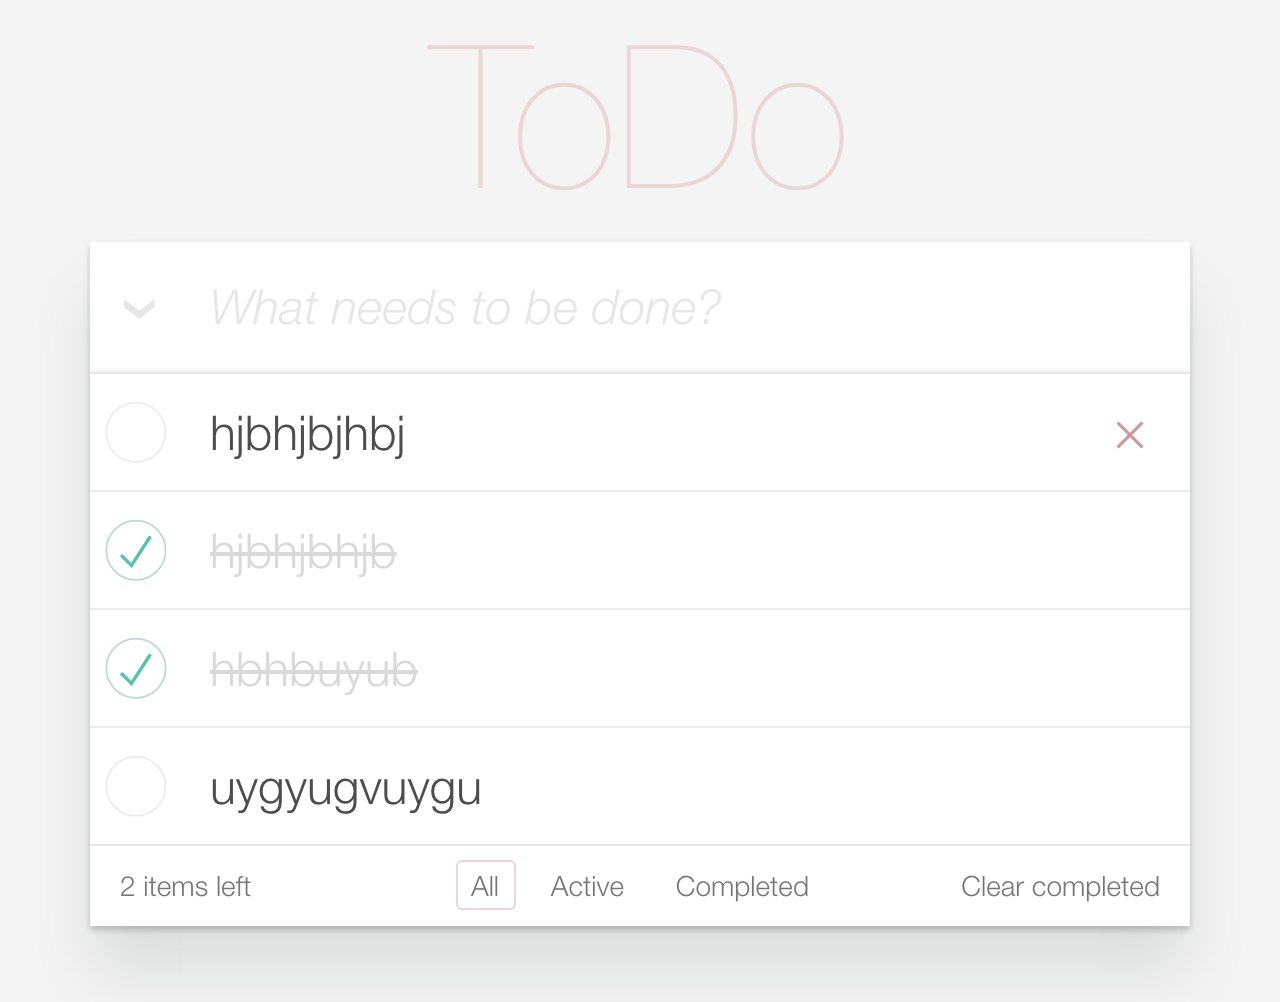 ToDo
What needs to be done?
hjbhjbjhbj
hjbhjbhjb
hbhbuyub
uygyugvuygu
2 items left All Active Completed Clear completed